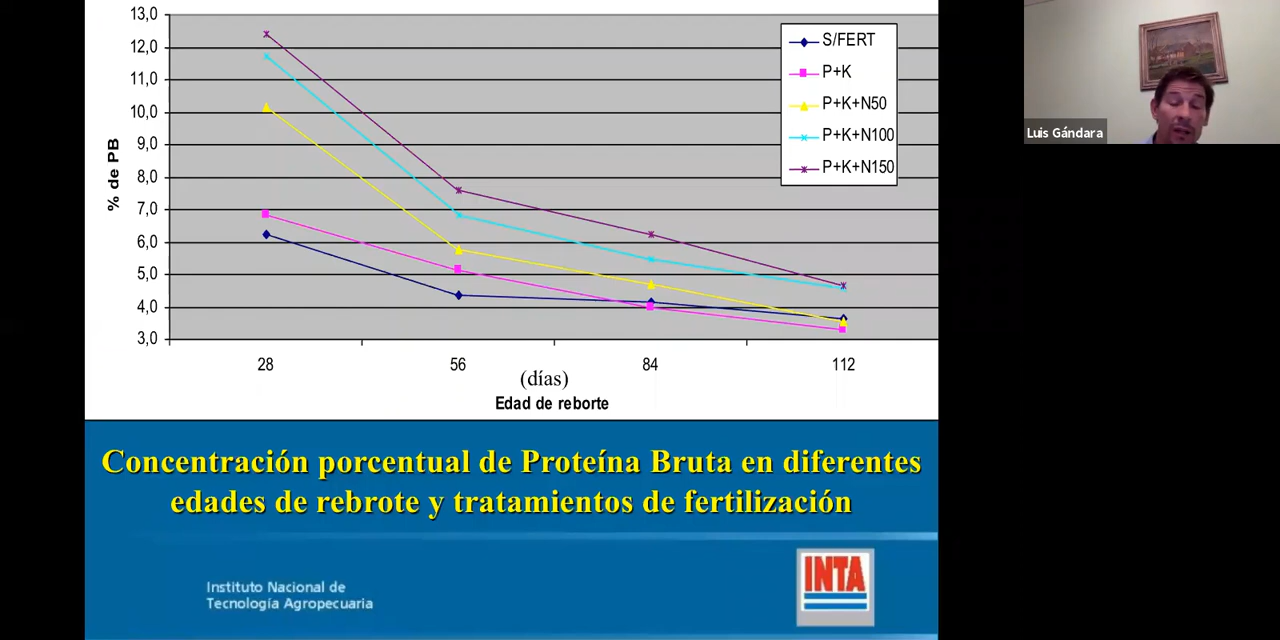 13,0
12,0
11,0
10,0
9,0
8,0
7,0
6,0
5,0
4,0
3,0
% de PB
S/FERT
P+K
P+K+N50
P+K+N100
P+K+N150
28
56
84
112
(días)
Edad de reborte
Concentración porcentual de Proteína Bruta en diferentes
edades de rebrote y tratamientos de fertilización
Instituto Nacional de
Tecnología Agropecuaria
INTA
Luis Gándara